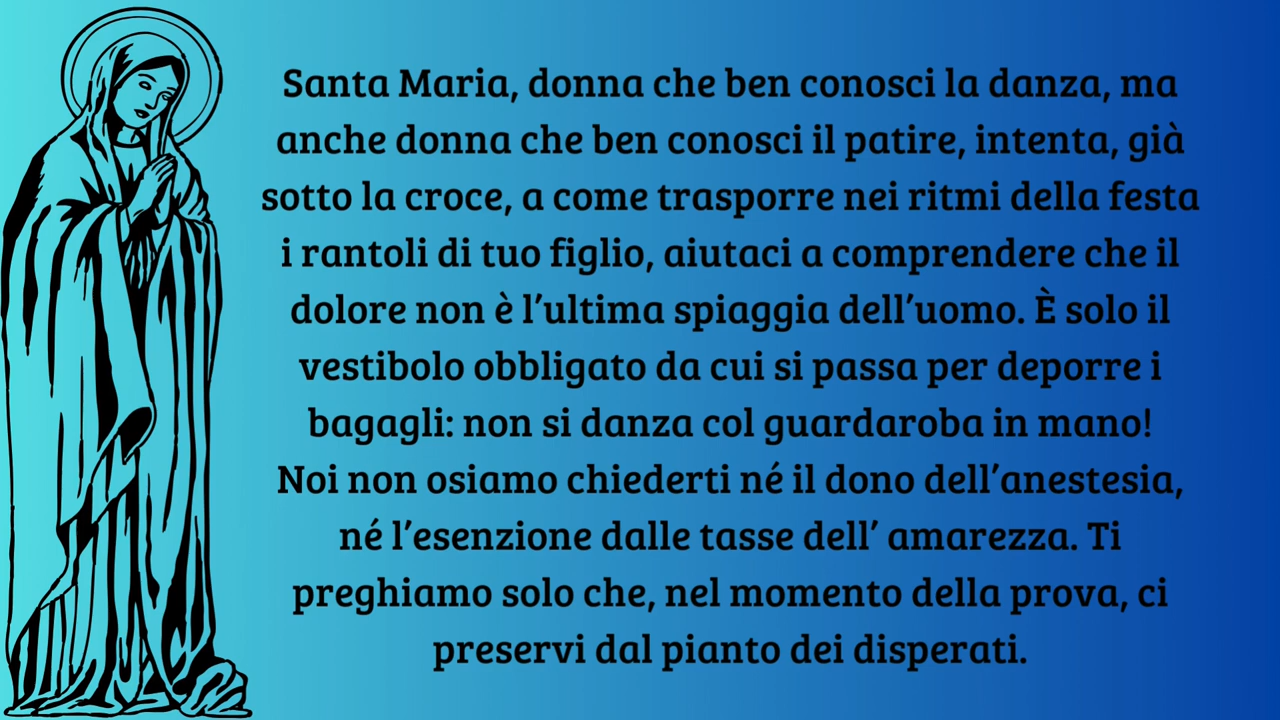 Santa Maria, donna che ben conosci la danza, ma
anche donna che ben conosci il patire, intenta, già
sotto la croce, a come trasporre nei ritmi della festa
i rantoli di tuo figlio, aiutaci a comprendere che il
dolore non è l’ultima spiaggia dell’uomo. È solo il
vestibolo obbligato da cui si passa per deporre i
bagagli: non si danza col guardaroba in mano!
Noi non osiamo chiederti né il dono dell’anestesia,
né l’esenzione dalle tasse dell’ amarezza. Ti
preghiamo solo che, nel momento della prova, ci
preservi dal pianto dei disperati.